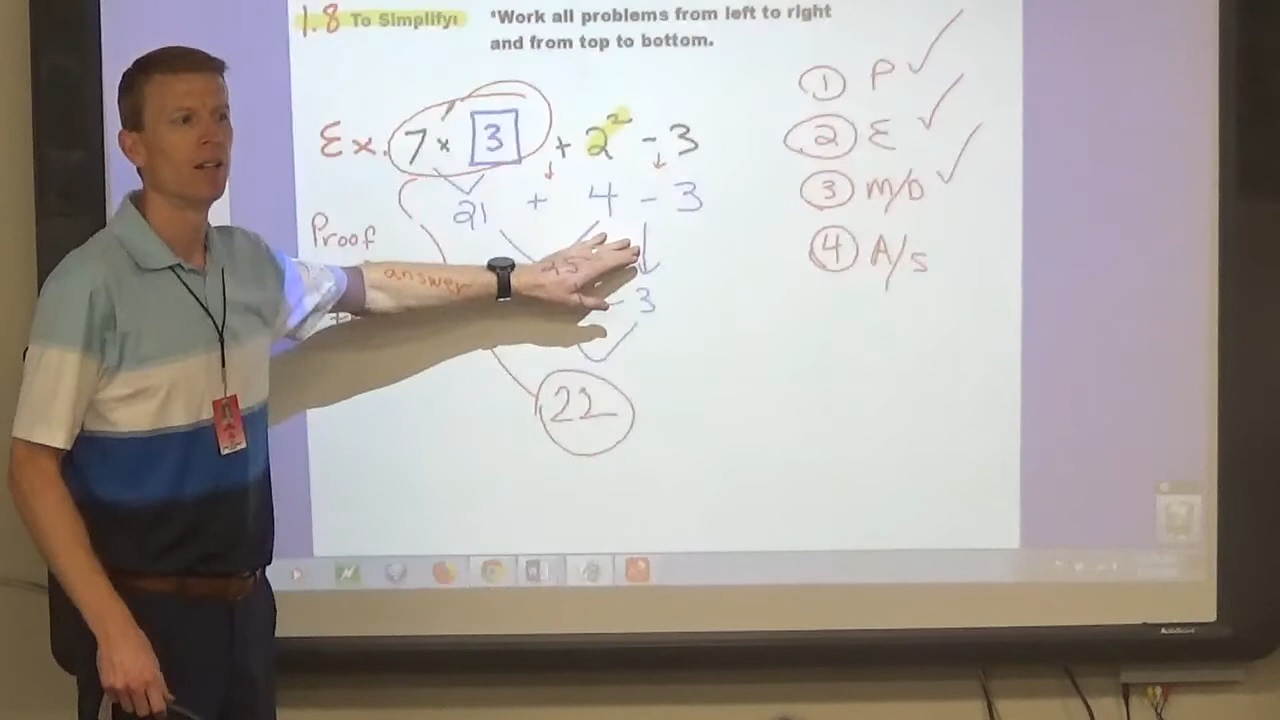 1.8 To Simplify: *Work all problems from left to right
and from top to bottom.
① P ✓
Ex. 7 × 3 + 2² - 3
② E ✓
③ M/D ✓
21 + 4 - 3
Proof
④ A/S
answer 25
- 3
22